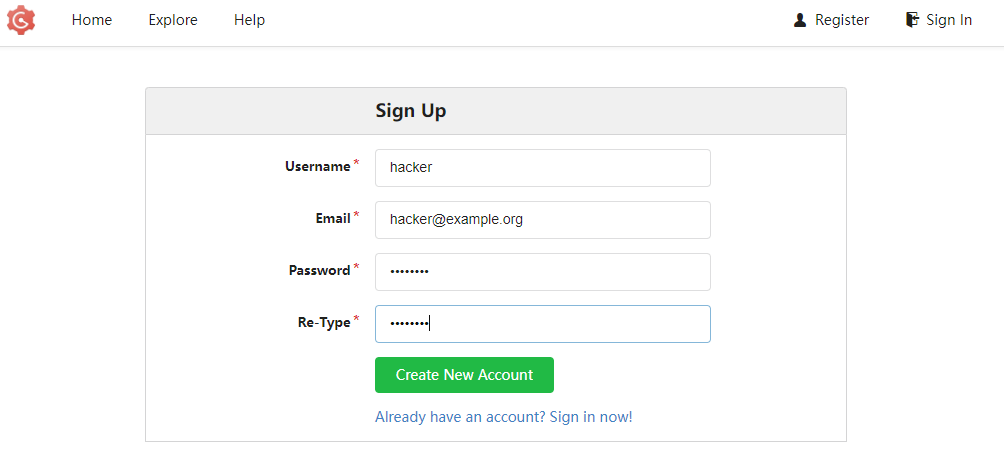 Home Explore Help Register Sign In
Sign Up
Username* hacker
Email* hacker@example.org
Password* ••••••••
Re-Type* ••••••••
Create New Account
Already have an account? Sign in now!